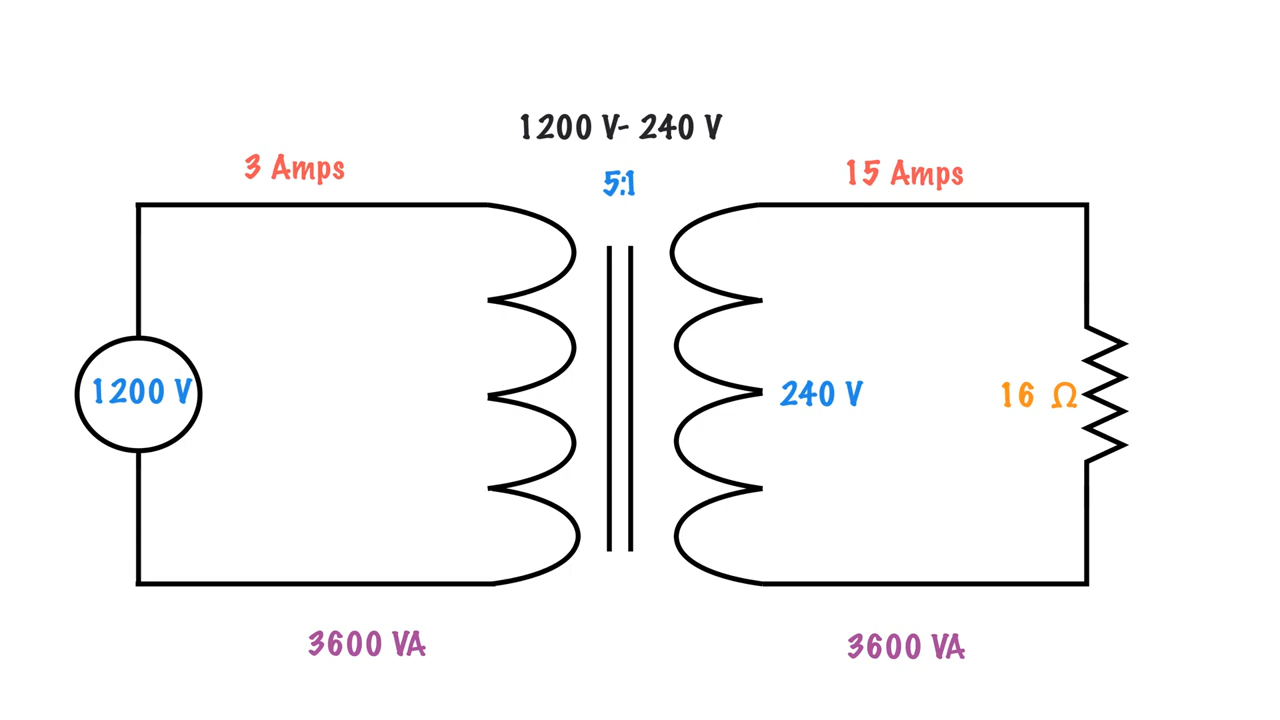 1200 V- 240 V
3 Amps
5:1
15 Amps
1200 V
240 V
16 Ω
3600 VA
3600 VA